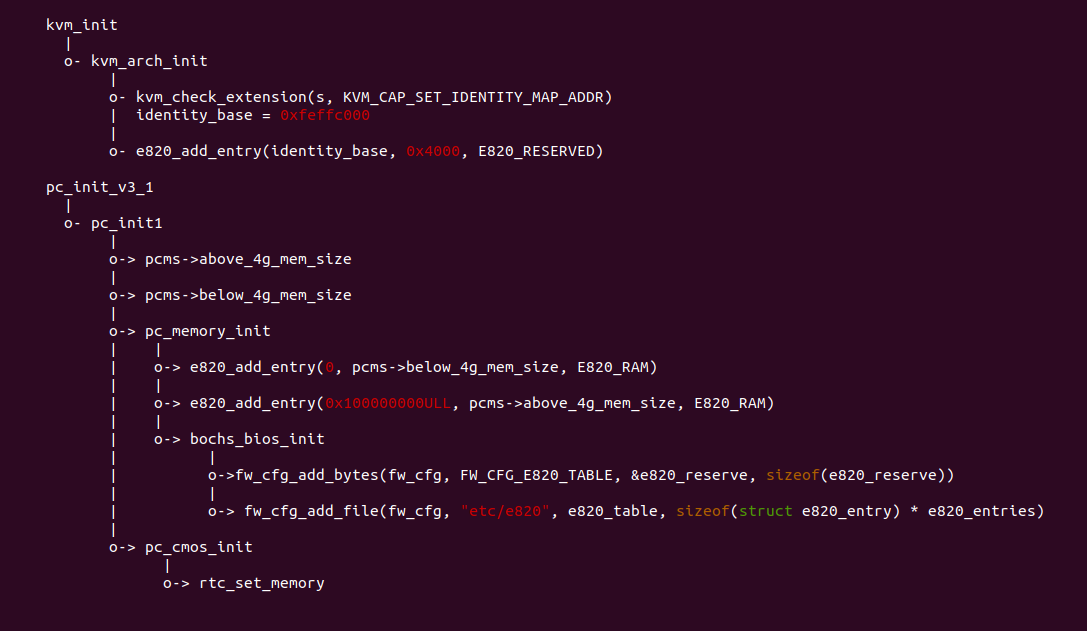 kvm_init
  |
  o- kvm_arch_init
       |
       o- kvm_check_extension(s, KVM_CAP_SET_IDENTITY_MAP_ADDR)
       |  identity_base = 0xfeffc000
       |
       o- e820_add_entry(identity_base, 0x4000, E820_RESERVED)

pc_init_v3_1
  |
  o- pc_init1
       |
       o-> pcms->above_4g_mem_size
       |
       o-> pcms->below_4g_mem_size
       |
       o-> pc_memory_init
       |    |
       |    o-> e820_add_entry(0, pcms->below_4g_mem_size, E820_RAM)
       |    |
       |    o-> e820_add_entry(0x100000000ULL, pcms->above_4g_mem_size, E820_RAM)
       |    |
       |    o-> bochs_bios_init
       |          |
       |          o->fw_cfg_add_bytes(fw_cfg, FW_CFG_E820_TABLE, &e820_reserve, sizeof(e820_reserve))
       |          |
       |          o-> fw_cfg_add_file(fw_cfg, "etc/e820", e820_table, sizeof(struct e820_entry) * e820_entries)
       |
       o-> pc_cmos_init
             |
             o-> rtc_set_memory